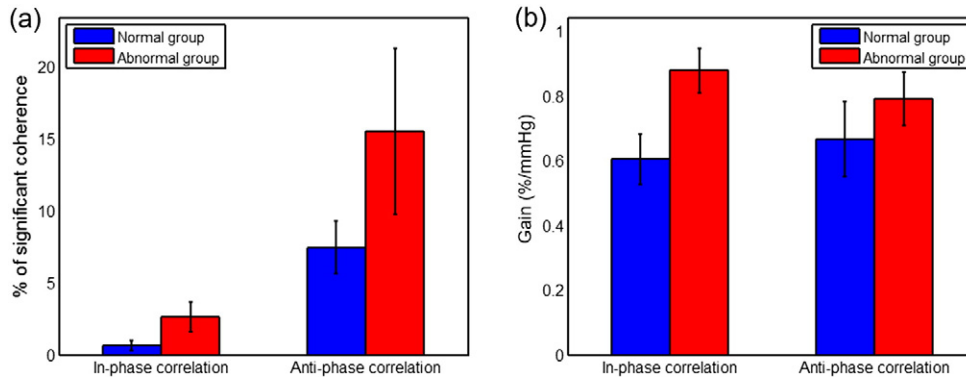 (a)
Normal group
Abnormal group
% of significant coherence
20
15
10
5
0
In-phase correlation
Anti-phase correlation
(b)
Normal group
Abnormal group
Gain (%/mmHg)
1
0.8
0.6
0.4
0.2
0
In-phase correlation
Anti-phase correlation